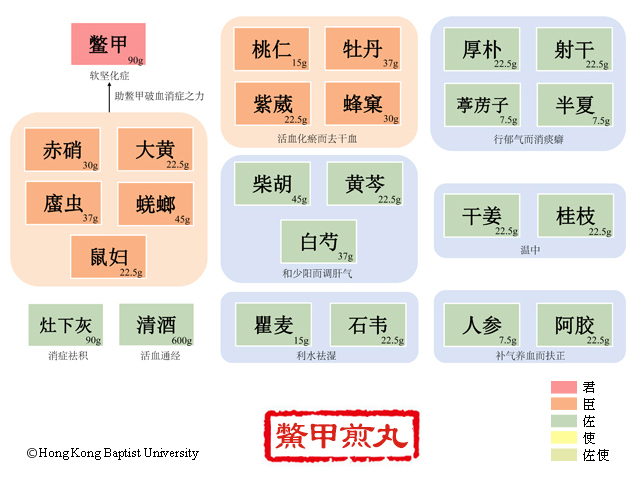 鳖甲
90g
软坚化症
助鳖甲破血消症之力
赤硝
30g
大黄
22.5g
䗪虫
37g
蜣螂
45g
鼠妇
22.5g
灶下灰
90g
消症祛积
清酒
600g
活血通经
桃仁
15g
牡丹
37g
紫葳
22.5g
蜂窠
30g
活血化瘀而去干血
柴胡
45g
黄芩
22.5g
白芍
37g
和少阳而调肝气
瞿麦
15g
石韦
22.5g
利水祛湿
厚朴
22.5g
射干
22.5g
葶苈子
7.5g
半夏
7.5g
行郁气而消痰癖
干姜
22.5g
桂枝
22.5g
温中
人参
7.5g
阿胶
22.5g
补气养血而扶正
君
臣
佐
使
佐使
鳖甲煎丸
©Hong Kong Baptist University